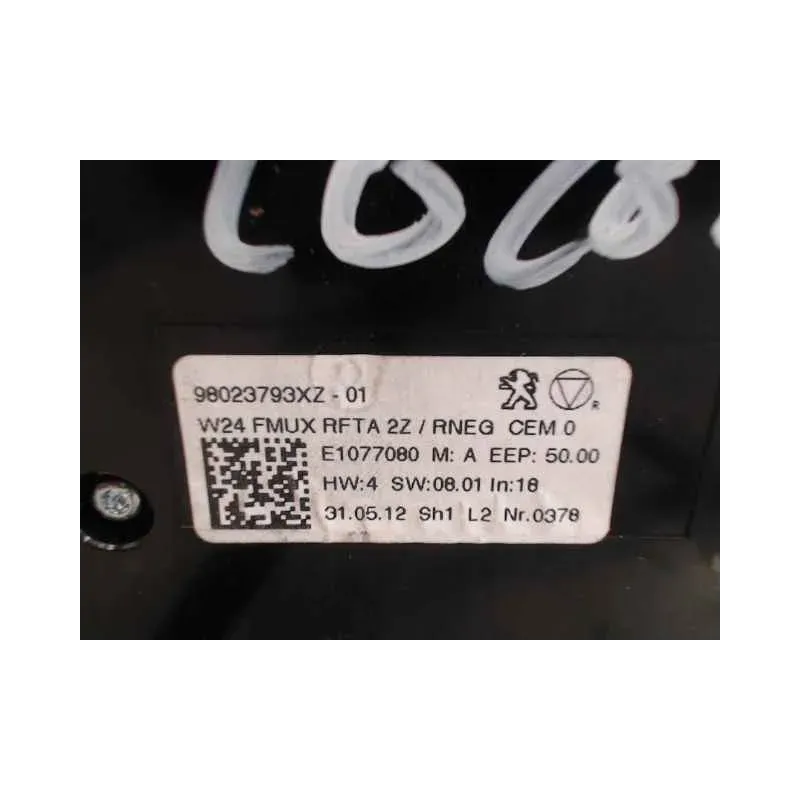 98023793XZ - 01
W24 FMUX RFTA 2Z / RNEG CEM 0
E1077080 M: A EEP: 50.00
HW:4 SW:08.01 In:18
31.05.12 Sh1 L2 Nr.0378
R